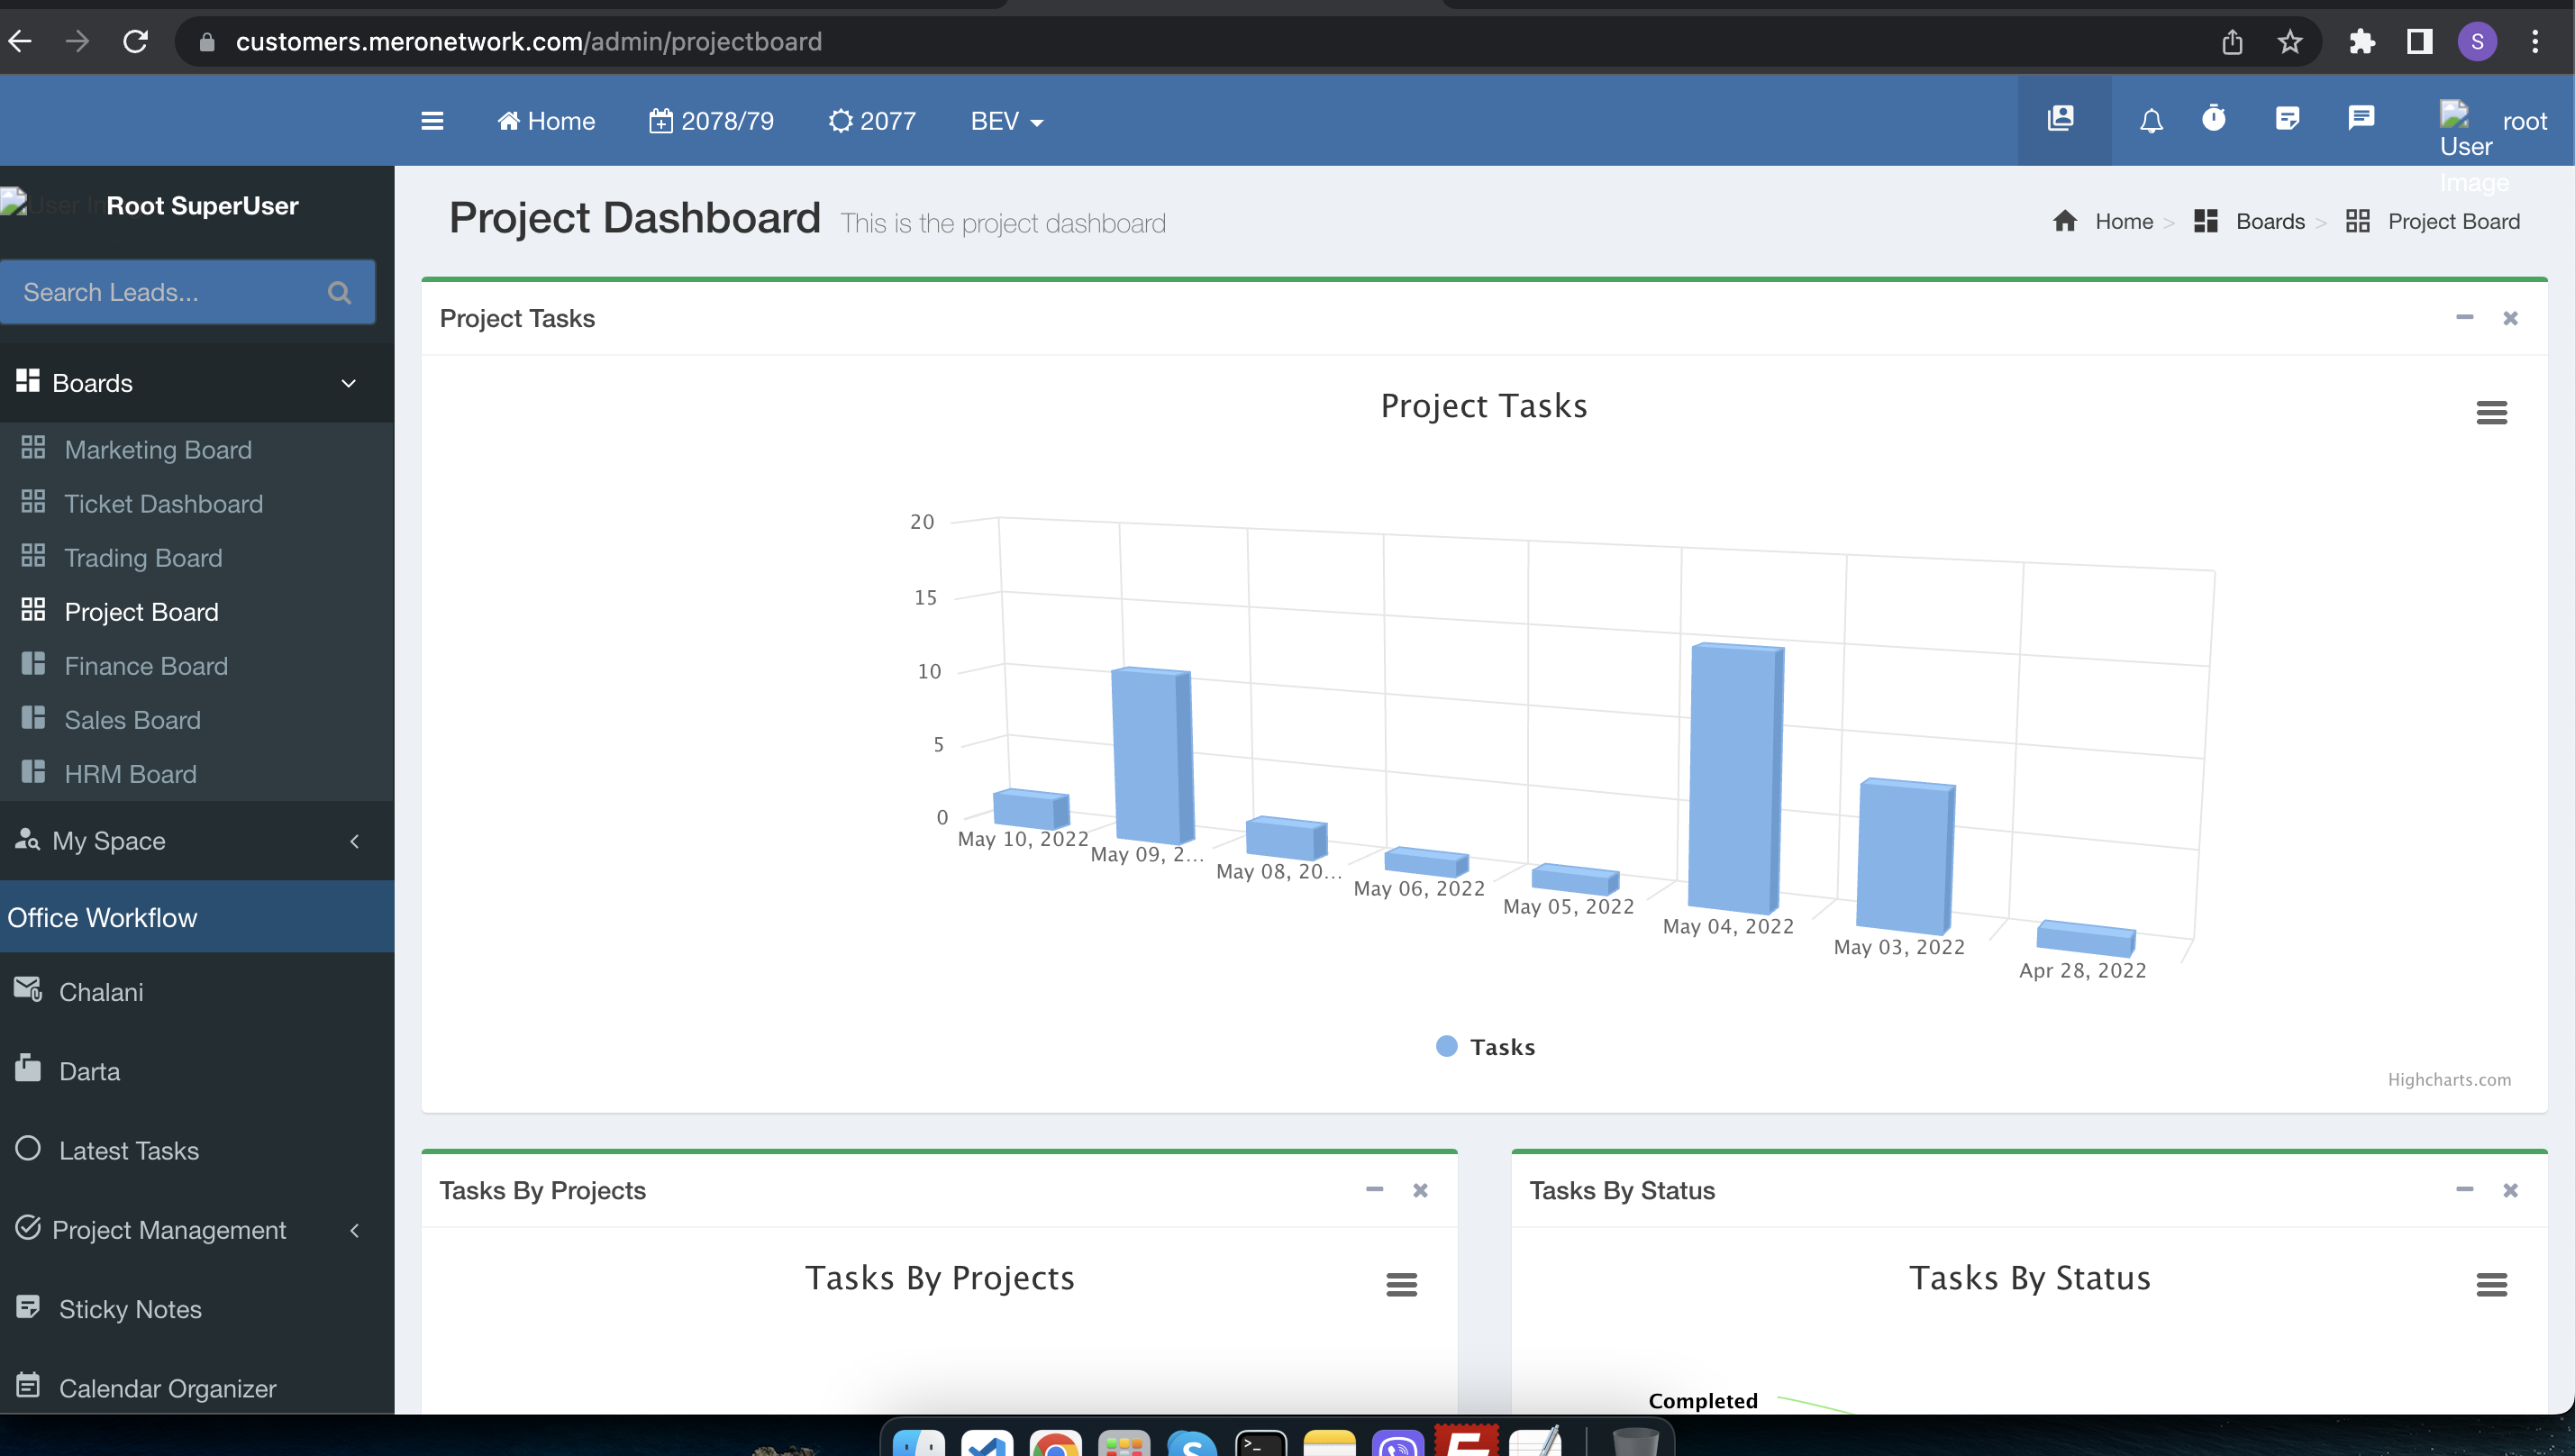 customers.meronetwork.com/admin/projectboard
S
Home
2078/79
2077
BEV
User Image
root
Root SuperUser
Search Leads...
Boards
Marketing Board
Ticket Dashboard
Trading Board
Project Board
Finance Board
Sales Board
HRM Board
My Space
Office Workflow
Chalani
Darta
Latest Tasks
Project Management
Sticky Notes
Calendar Organizer
Project Dashboard This is the project dashboard
Home > Boards > Project Board
Project Tasks
Project Tasks
20
15
10
5
0
May 10, 2022
May 09, 2...
May 08, 20...
May 06, 2022
May 05, 2022
May 04, 2022
May 03, 2022
Apr 28, 2022
Tasks
Highcharts.com
Tasks By Projects
Tasks By Projects
Tasks By Status
Tasks By Status
Completed